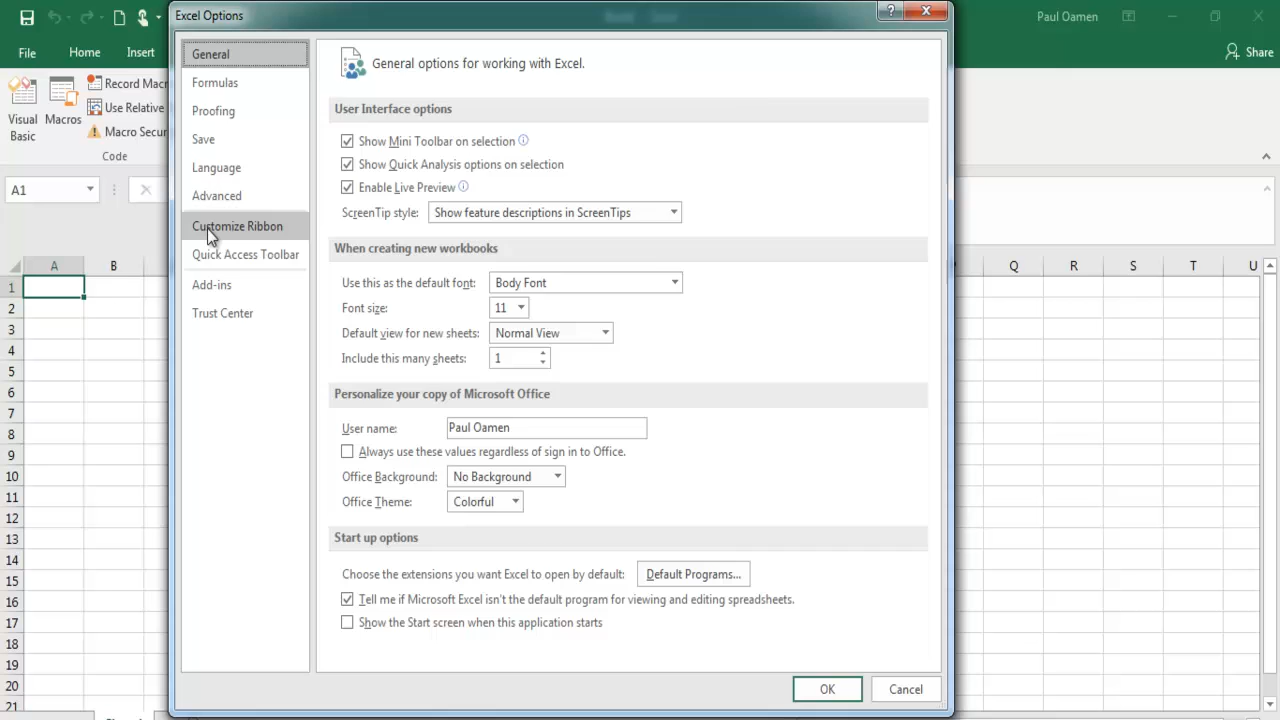 Excel Options
Paul Oamen
File
Home
Insert
Share
Visual
Basic
Macros
Record Mac
Use Relative
Macro Secur
Code
A1
General
Formulas
Proofing
Save
Language
Advanced
Customize Ribbon
Quick Access Toolbar
Add-ins
Trust Center
General options for working with Excel.
User Interface options
Show Mini Toolbar on selection
Show Quick Analysis options on selection
Enable Live Preview
ScreenTip style: Show feature descriptions in ScreenTips
When creating new workbooks
Use this as the default font: Body Font
Font size: 11
Default view for new sheets: Normal View
Include this many sheets: 1
Personalize your copy of Microsoft Office
User name: Paul Oamen
Always use these values regardless of sign in to Office.
Office Background: No Background
Office Theme: Colorful
Start up options
Choose the extensions you want Excel to open by default: Default Programs...
Tell me if Microsoft Excel isn't the default program for viewing and editing spreadsheets.
Show the Start screen when this application starts
OK Cancel
A B Q R S T U
1
2
3
4
5
6
7
8
9
10
11
12
13
14
15
16
17
18
19
20
21